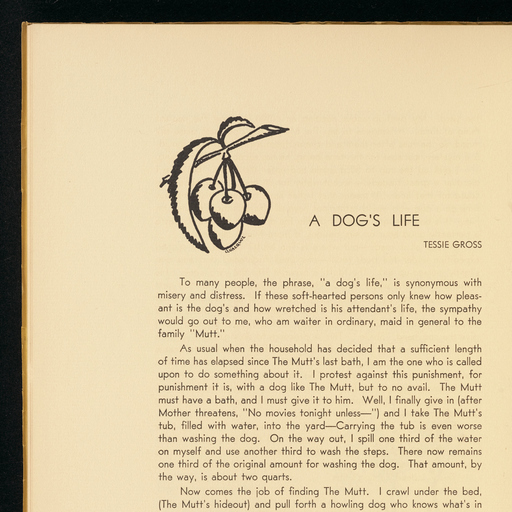 A DOG'S LIFE
TESSIE GROSS
To many people, the phrase, "a dog's life," is synonymous with
misery and distress. If these soft-hearted persons only knew how pleas-
ant is the dog's and how wretched is his attendant's life, the sympathy
would go out to me, who am waiter in ordinary, maid in general to the
family "Mutt."
As usual when the household has decided that a sufficient length
of time has elapsed since The Mutt's last bath, I am the one who is called
upon to do something about it. I protest against this punishment, for
punishment it is, with a dog like The Mutt, but to no avail. The Mutt
must have a bath, and I must give it to him. Well, I finally give in (after
Mother threatens, "No movies tonight unless—") and I take The Mutt's
tub, filled with water, into the yard—Carrying the tub is even worse
than washing the dog. On the way out, I spill one third of the water
on myself and use another third to wash the steps. There now remains
one third of the original amount for washing the dog. That amount, by
the way, is about two quarts.
Now comes the job of finding The Mutt. I crawl under the bed,
(The Mutt's hideout) and pull forth a howling dog who knows what's in